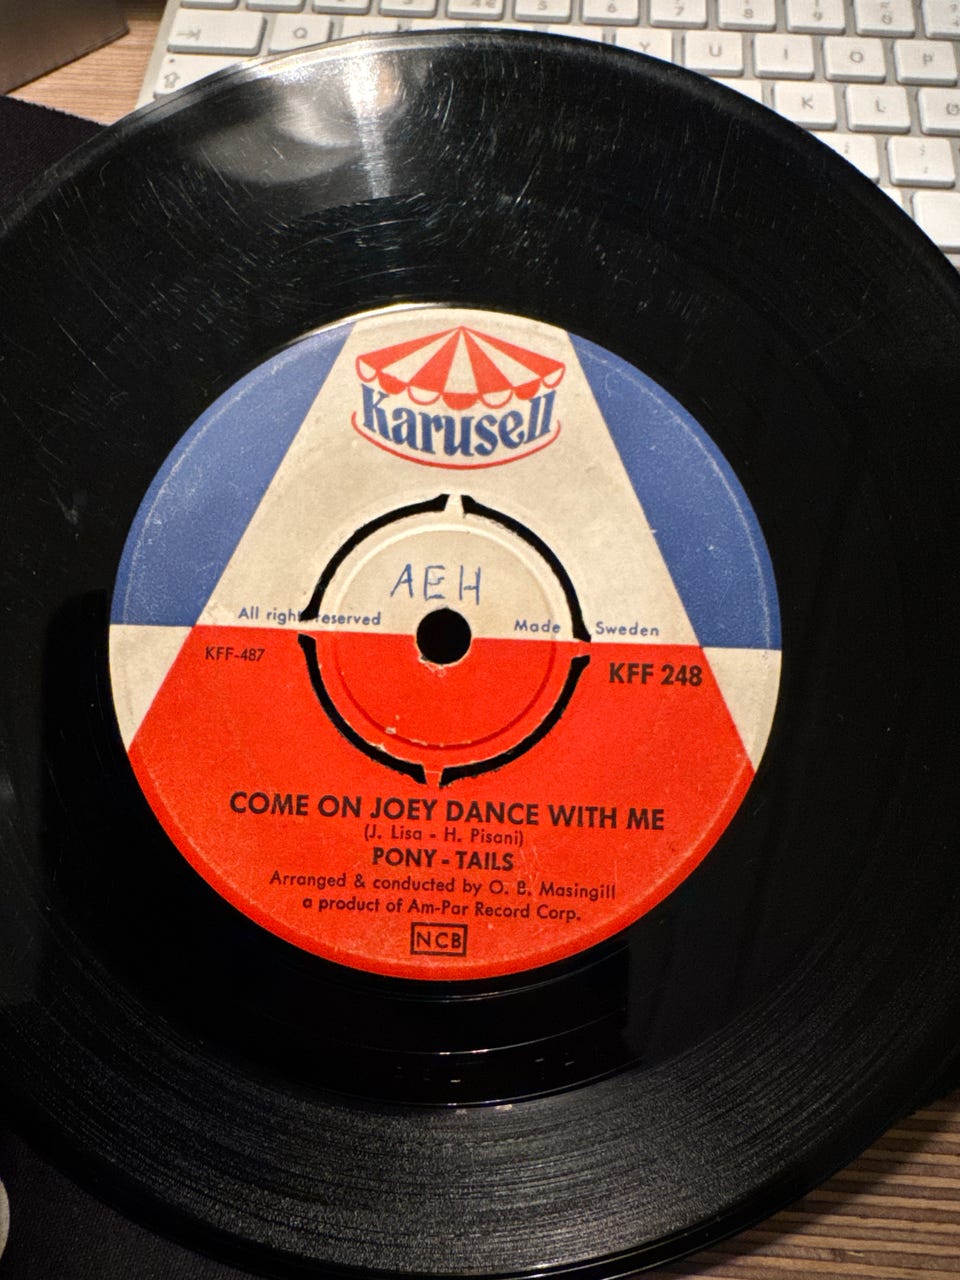 Q
Y U I O P
K L
Karusell
AEH
All rights reserved Made Sweden
KFF-487
KFF 248
COME ON JOEY DANCE WITH ME
(J. Lisa - H. Pisani)
PONY - TAILS
Arranged & conducted by O. B. Masingill
a product of Am-Par Record Corp.
NCB